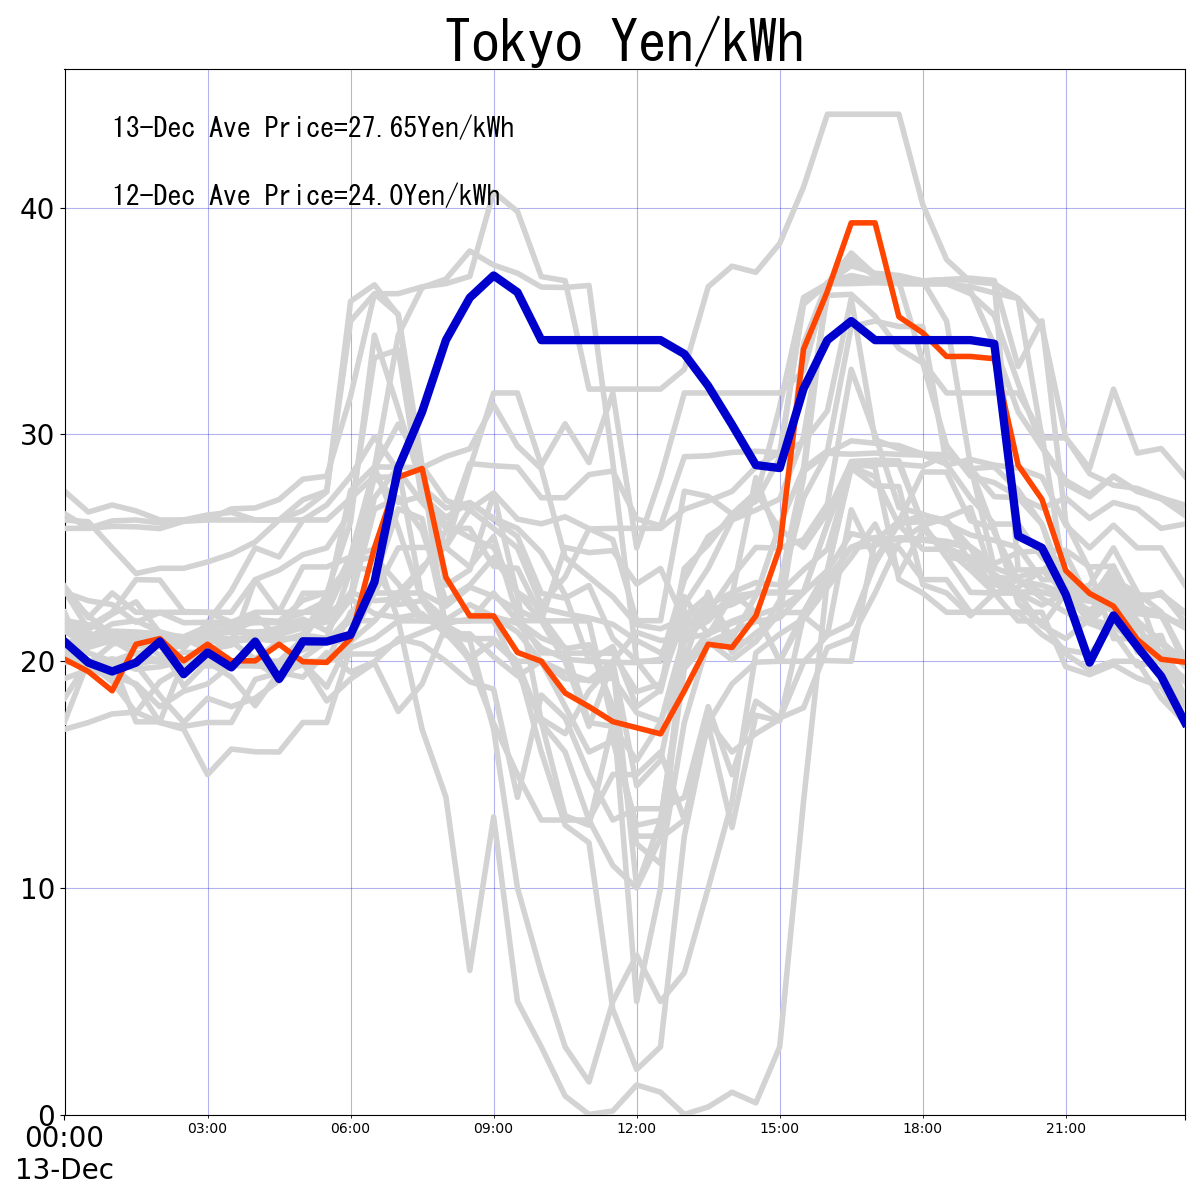 Tokyo Yen/kWh
13-Dec Ave Price=27.65Yen/kWh
12-Dec Ave Price=24.0Yen/kWh
40
30
20
10
0
00:00 03:00 06:00 09:00 12:00 15:00 18:00 21:00
13-Dec